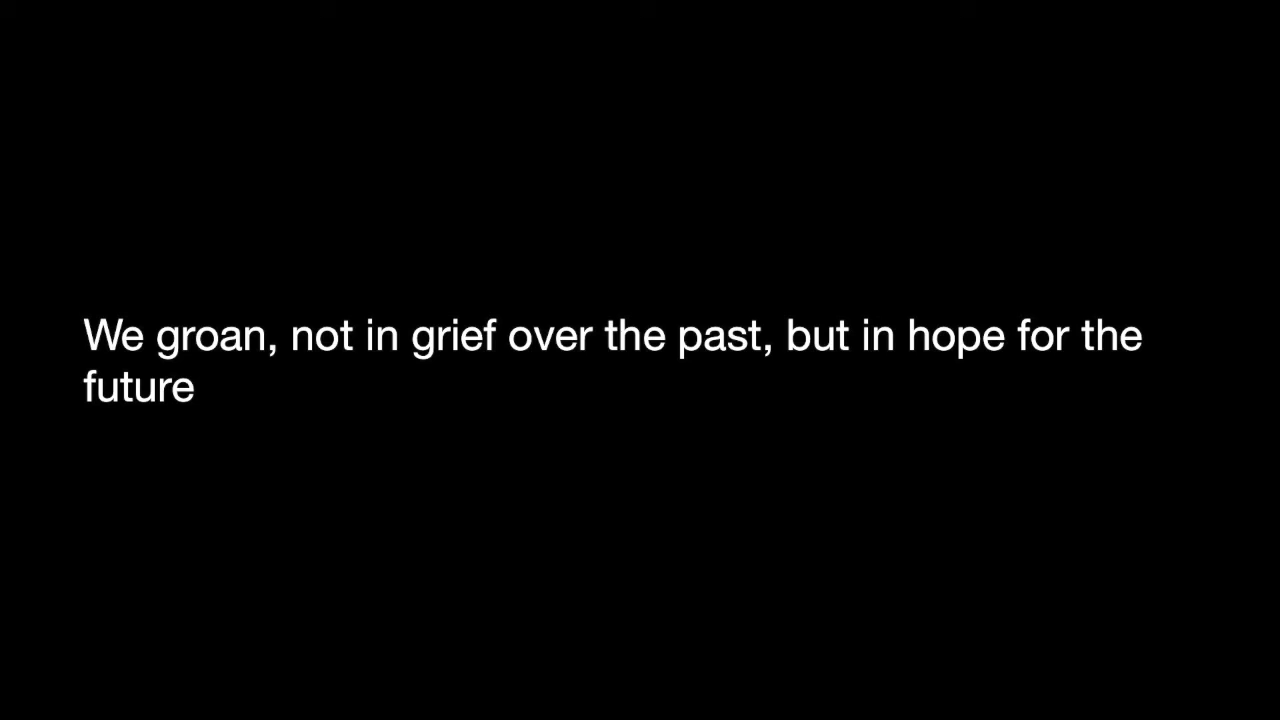 We groan, not in grief over the past, but in hope for the
future